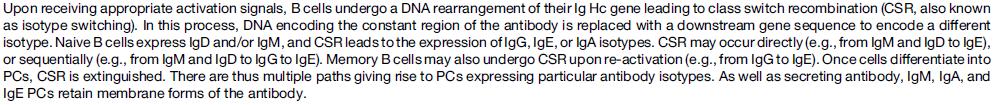 Upon receiving appropriate activation signals, B cells undergo a DNA rearrangement of their Ig Hc gene leading to class switch recombination (CSR, also known
as isotype switching). In this process, DNA encoding the constant region of the antibody is replaced with a downstream gene sequence to encode a different
isotype. Naive B cells express IgD and/or IgM, and CSR leads to the expression of IgG, IgE, or IgA isotypes. CSR may occur directly (e.g., from IgM and IgD to IgE),
or sequentially (e.g., from IgM and IgD to IgG to IgE). Memory B cells may also undergo CSR upon re-activation (e.g., from IgG to IgE). Once cells differentiate into
PCs, CSR is extinguished. There are thus multiple paths giving rise to PCs expressing particular antibody isotypes. As well as secreting antibody, IgM, IgA, and
IgE PCs retain membrane forms of the antibody.